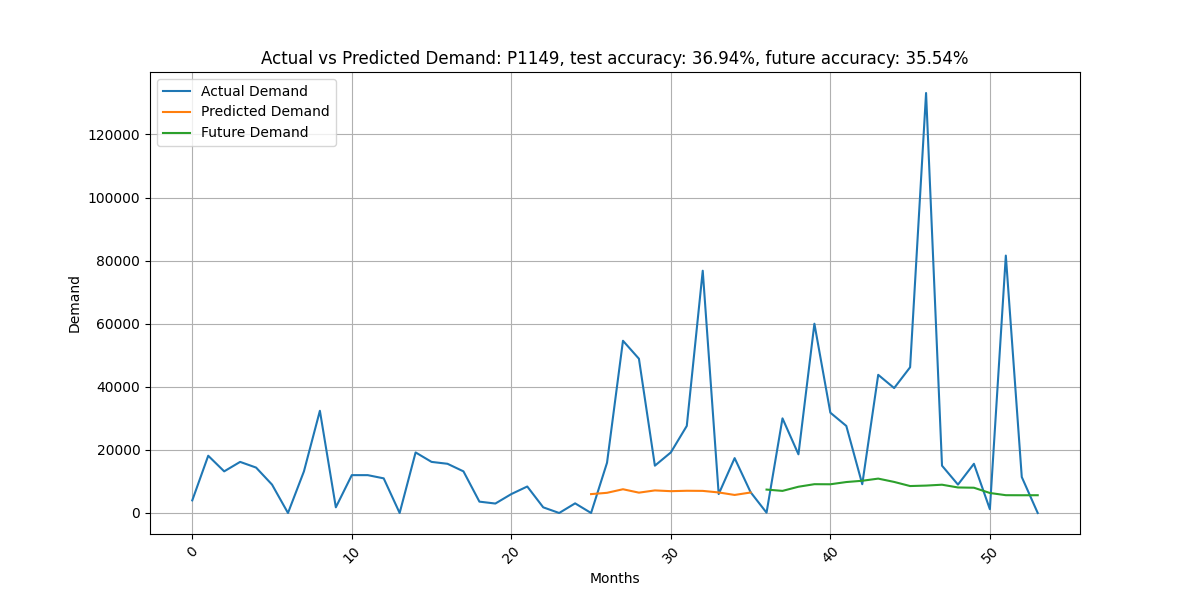 Actual vs Predicted Demand: P1149, test accuracy: 36.94%, future accuracy: 35.54%
Actual Demand
Predicted Demand
Future Demand
120000
100000
80000
60000
40000
20000
0
Demand
0
10
20
30
40
50
Months